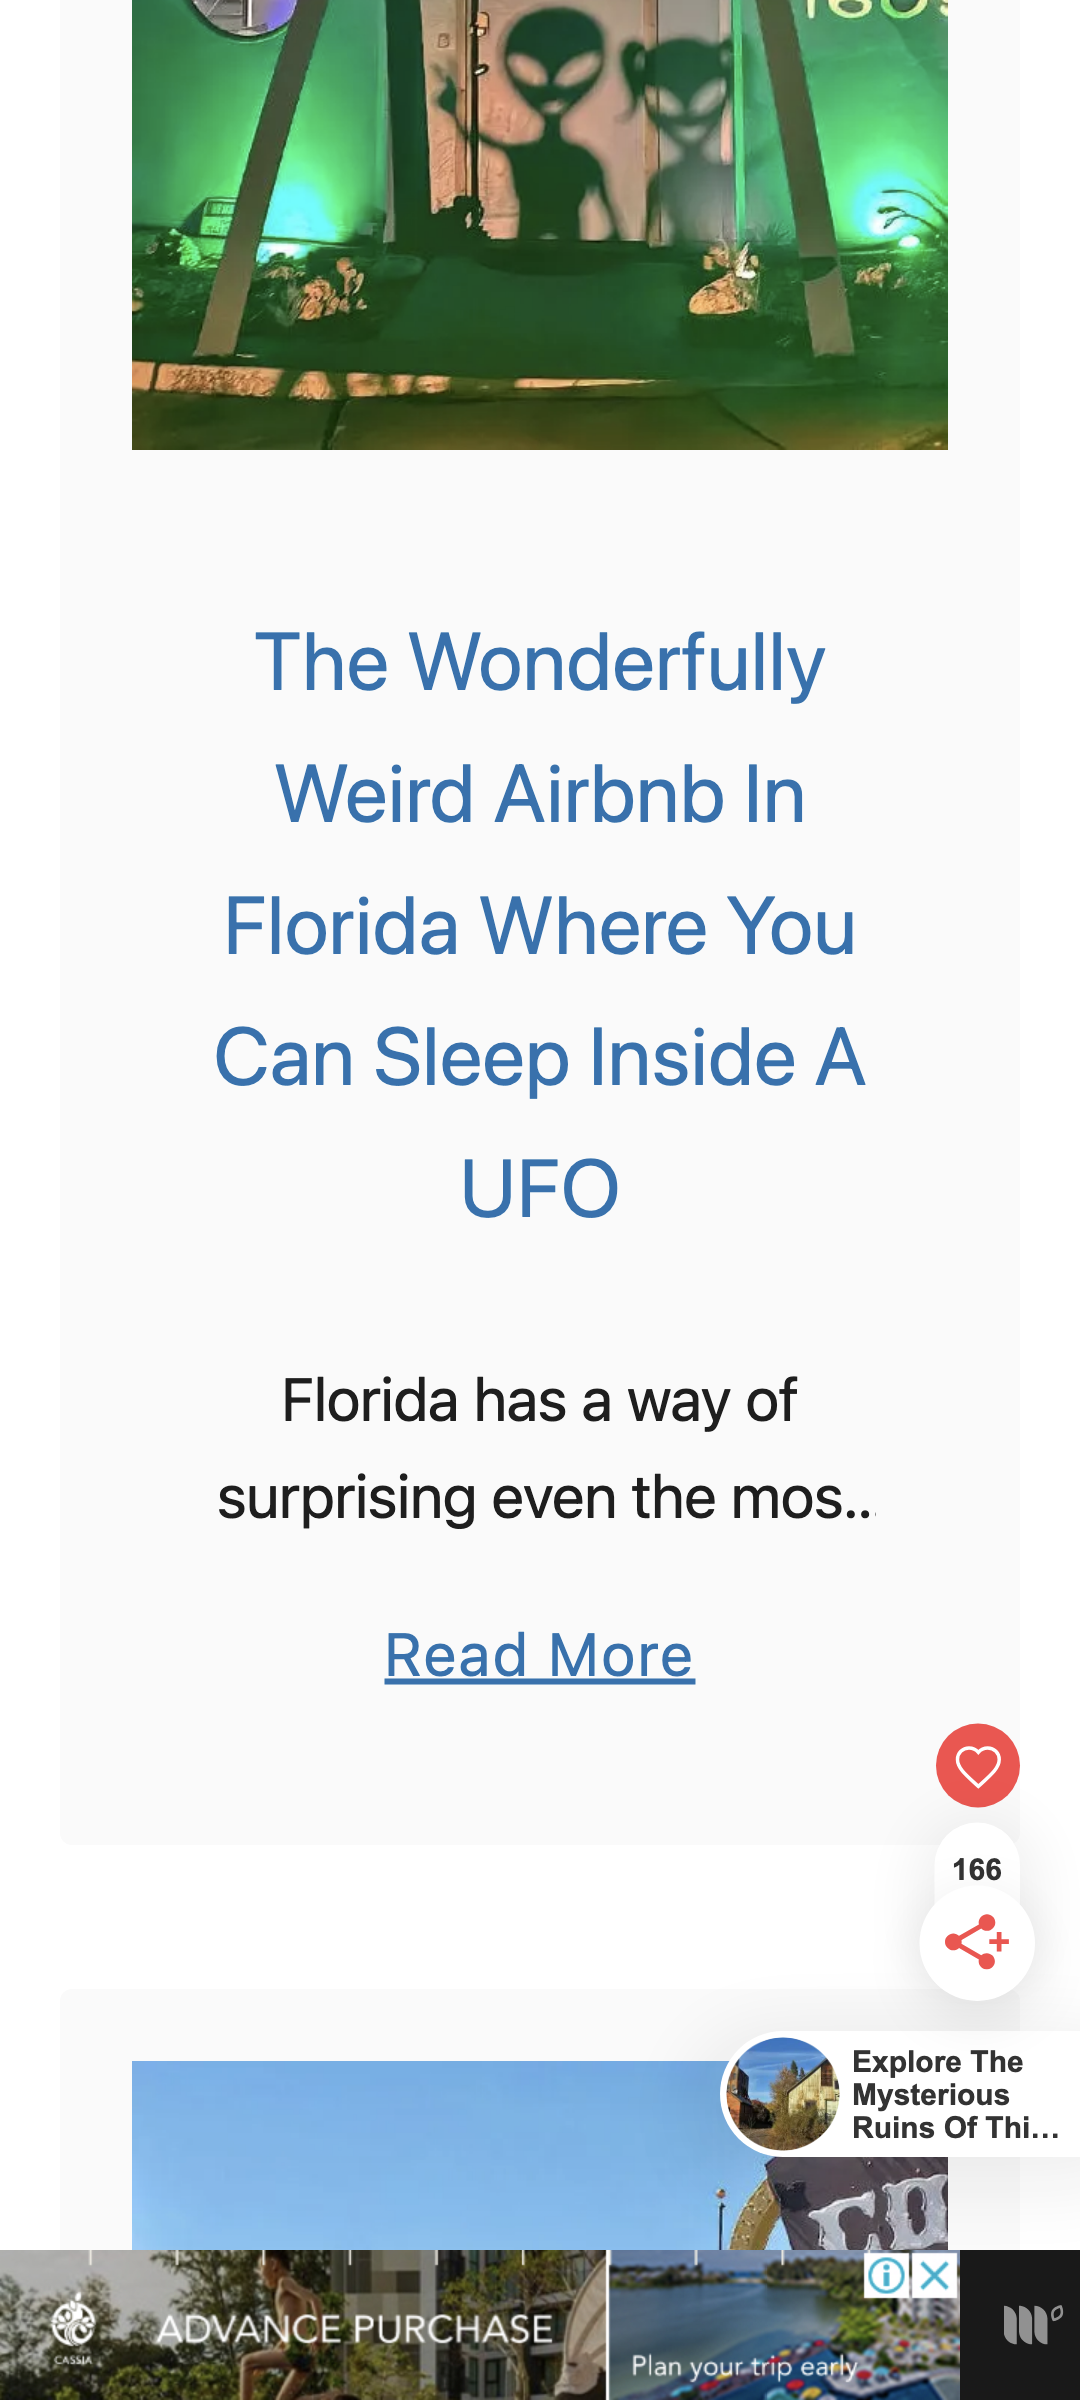 The Wonderfully
Weird Airbnb In
Florida Where You
Can Sleep Inside A
UFO
Florida has a way of
surprising even the mos...
Read More
166
Explore The
Mysterious
Ruins Of Thi...
CASSIA
ADVANCE PURCHASE
Plan your trip early